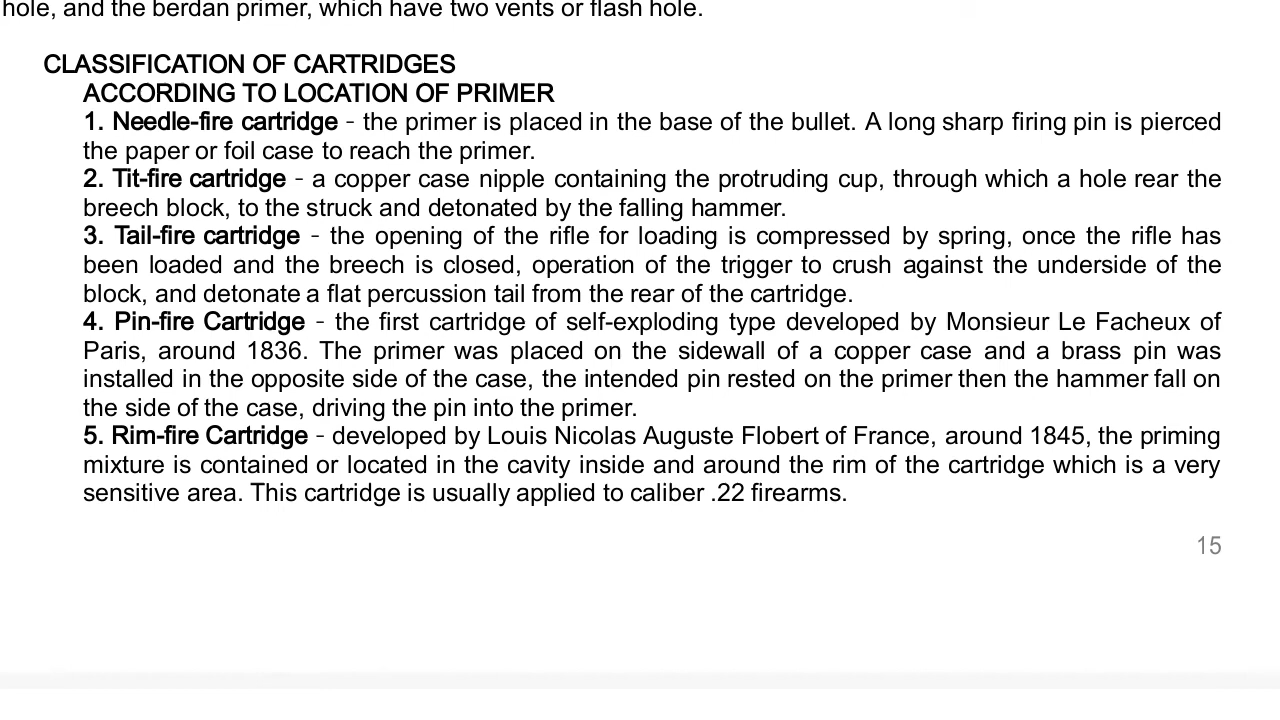 hole, and the berdan primer, which have two vents or flash hole.
CLASSIFICATION OF CARTRIDGES
ACCORDING TO LOCATION OF PRIMER
1. Needle-fire cartridge - the primer is placed in the base of the bullet. A long sharp firing pin is pierced
the paper or foil case to reach the primer.
2. Tit-fire cartridge - a copper case nipple containing the protruding cup, through which a hole rear the
breech block, to the struck and detonated by the falling hammer.
3. Tail-fire cartridge - the opening of the rifle for loading is compressed by spring, once the rifle has
been loaded and the breech is closed, operation of the trigger to crush against the underside of the
block, and detonate a flat percussion tail from the rear of the cartridge.
4. Pin-fire Cartridge - the first cartridge of self-exploding type developed by Monsieur Le Facheux of
Paris, around 1836. The primer was placed on the sidewall of a copper case and a brass pin was
installed in the opposite side of the case, the intended pin rested on the primer then the hammer fall on
the side of the case, driving the pin into the primer.
5. Rim-fire Cartridge - developed by Louis Nicolas Auguste Flobert of France, around 1845, the priming
mixture is contained or located in the cavity inside and around the rim of the cartridge which is a very
sensitive area. This cartridge is usually applied to caliber .22 firearms.
15